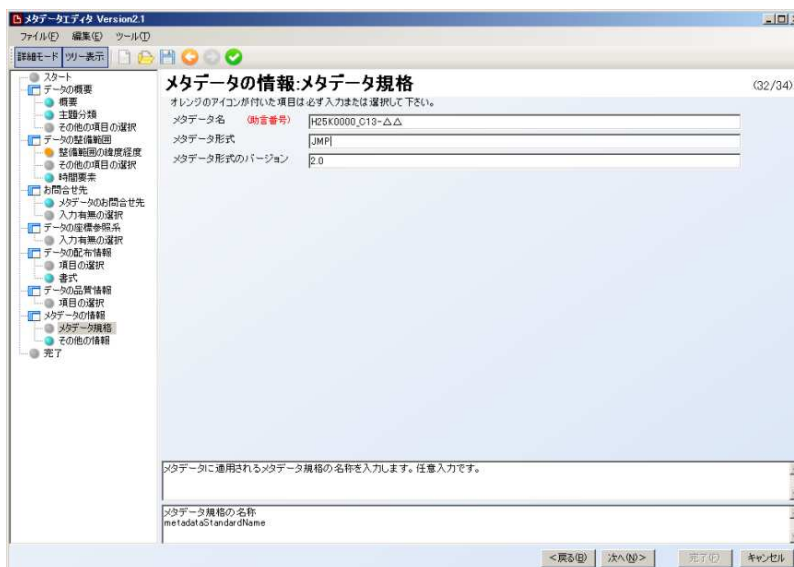 メタデータエディタ Version2.1
ファイル(F) 編集(E) ツール(T)
詳細モード ツリー表示
スタート
データの概要
概要
主題分類
その他の項目の選択
データの整備範囲
整備範囲の緯度経度
その他の項目の選択
時間要素
お問合せ先
メタデータのお問合せ先
入力有無の選択
データの座標参照系
入力有無の選択
データの配布情報
項目の選択
書式
データの品質情報
項目の選択
メタデータの情報
メタデータ規格
その他の情報
完了
メタデータの情報:メタデータ規格 (32/34)
オレンジのアイコンが付いた項目は必ず入力または選択して下さい。
メタデータ名 (助言番号) H25K0000_C13-△△
メタデータ形式 JMP
メタデータ形式のバージョン 2.0
メタデータに適用されるメタデータ規格の名称を入力します。任意入力です。
メタデータ規格の名称
metadataStandardName
<戻る(B) 次へ(N)> 完了(F) キャンセル